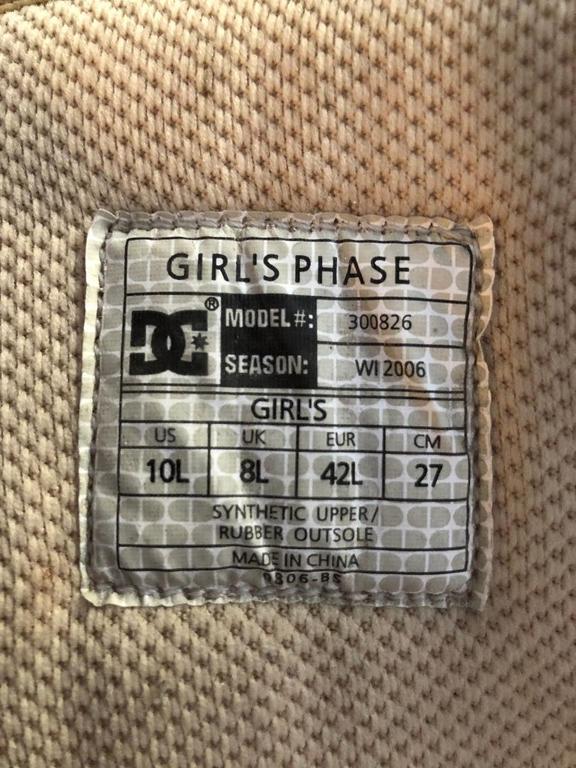 GIRL'S PHASE
DC® MODEL#: 300826
SEASON: WI 2006
GIRL'S
US UK EUR CM
10L 8L 42L 27
SYNTHETIC UPPER/
RUBBER OUTSOLE
MADE IN CHINA